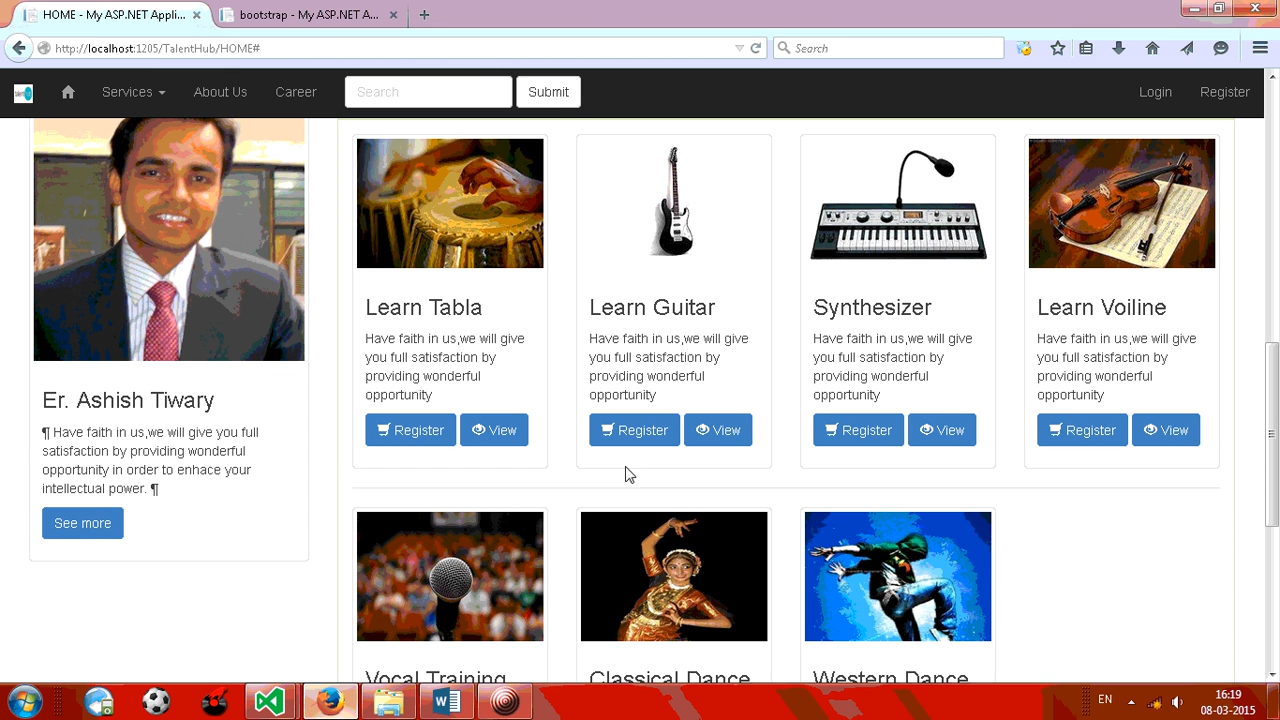 HOME - My ASP.NET Appli...
bootstrap - My ASP.NET A...
http://localhost:1205/TalentHub/HOME#
Search
Services
About Us
Career
Search
Submit
Login
Register
Er. Ashish Tiwary
¶ Have faith in us,we will give you full
satisfaction by providing wonderful
opportunity in order to enhace your
intellectual power. ¶
See more
Learn Tabla
Have faith in us,we will give
you full satisfaction by
providing wonderful
opportunity
Register View
Learn Guitar
Have faith in us,we will give
you full satisfaction by
providing wonderful
opportunity
Register View
Synthesizer
Have faith in us,we will give
you full satisfaction by
providing wonderful
opportunity
Register View
Learn Voiline
Have faith in us,we will give
you full satisfaction by
providing wonderful
opportunity
Register View
Vocal Training
Classical Dance
Western Dance
EN
16:19
08-03-2015